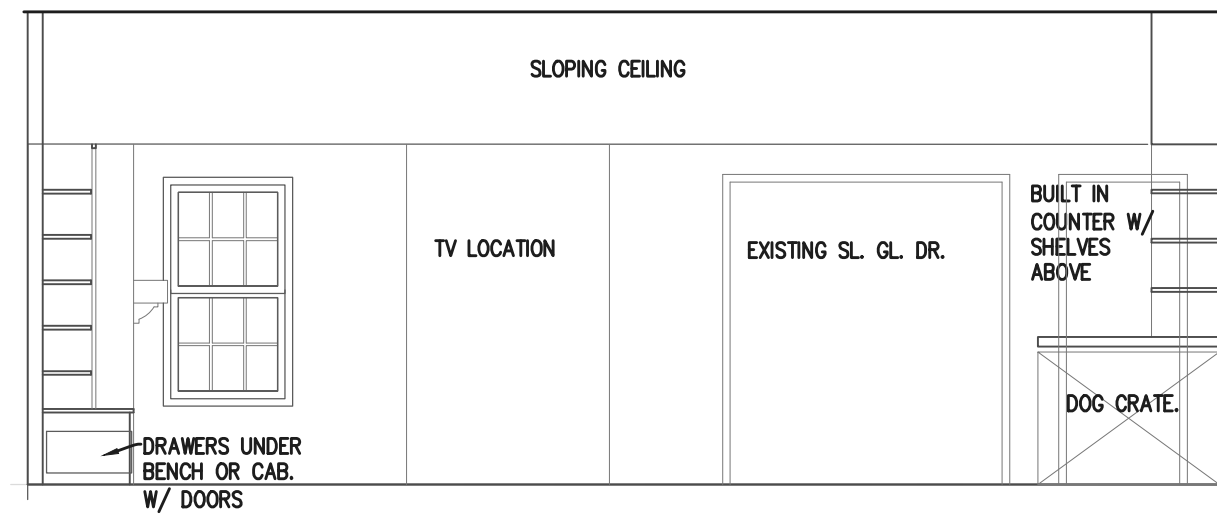 SLOPING CEILING
TV LOCATION
EXISTING SL. GL. DR.
BUILT IN
COUNTER W/
SHELVES
ABOVE
DOG CRATE.
DRAWERS UNDER
BENCH OR CAB.
W/ DOORS